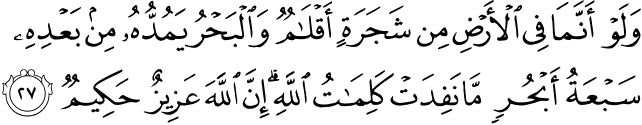 وَلَوۡ أَنَّمَا فِي ٱلۡأَرۡضِ مِن شَجَرَةٍ أَقۡلَٰمٞ وَٱلۡبَحۡرُ يَمُدُّهُۥ مِنۢ بَعۡدِهِۦ
سَبۡعَةُ أَبۡحُرٖ مَّا نَفِدَتۡ كَلِمَٰتُ ٱللَّهِۚ إِنَّ ٱللَّهَ عَزِيزٌ حَكِيمٞ ٢٧